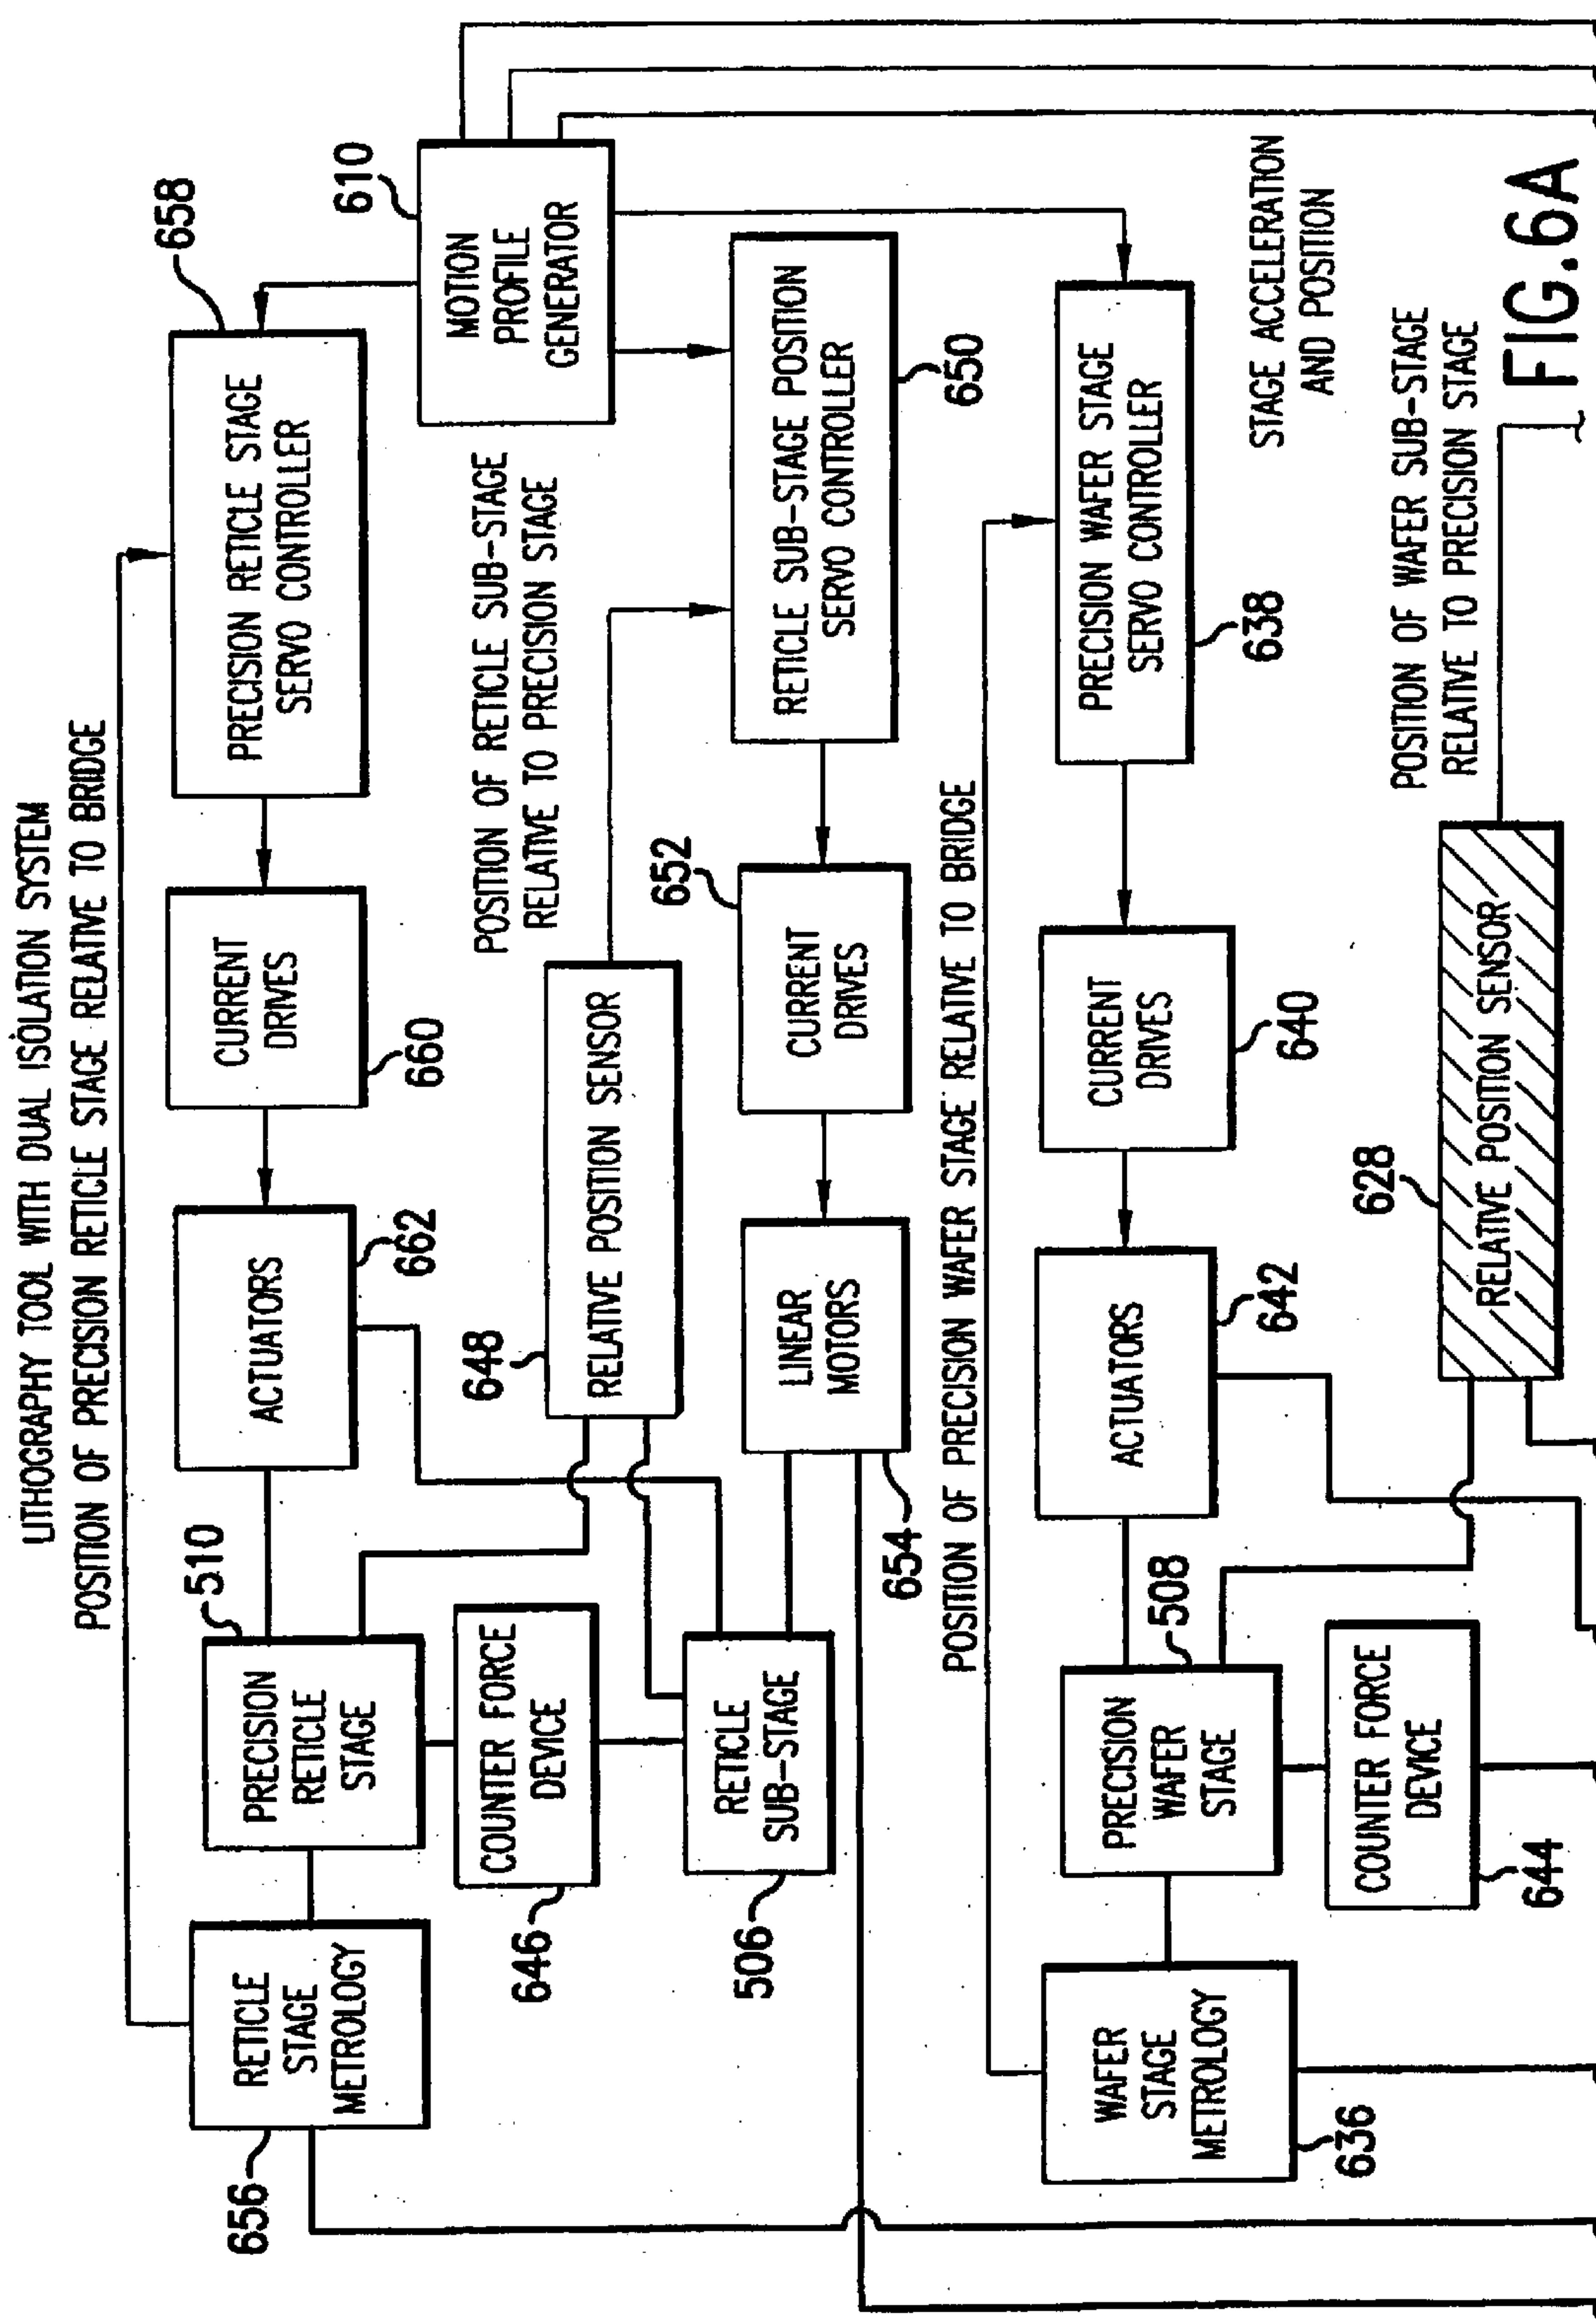 LITHOGRAPHY TOOL WITH DUAL ISOLATION SYSTEM
POSITION OF PRECISION RETICLE STAGE RELATIVE TO BRIDGE
656
RETICLE
STAGE
METROLOGY
510
PRECISION
RETICLE
STAGE
ACTUATORS
662
CURRENT
DRIVES
660
PRECISION RETICLE STAGE
SERVO CONTROLLER
658
610
MOTION
PROFILE
GENERATOR
646
COUNTER FORCE
DEVICE
648
RELATIVE POSITION SENSOR
POSITION OF RETICLE SUB-STAGE
RELATIVE TO PRECISION STAGE
506
RETICLE
SUB-STAGE
LINEAR
MOTORS
654
652
CURRENT
DRIVES
RETICLE SUB-STAGE POSITION
SERVO CONTROLLER
650
POSITION OF PRECISION WAFER STAGE RELATIVE TO BRIDGE
WAFER
STAGE
METROLOGY
636
PRECISION
WAFER
STAGE
508
ACTUATORS
642
CURRENT
DRIVES
640
PRECISION WAFER STAGE
SERVO CONTROLLER
638
STAGE ACCELERATION
AND POSITION
COUNTER FORCE
DEVICE
644
628
RELATIVE POSITION SENSOR
POSITION OF WAFER SUB-STAGE
RELATIVE TO PRECISION STAGE
FIG.6A